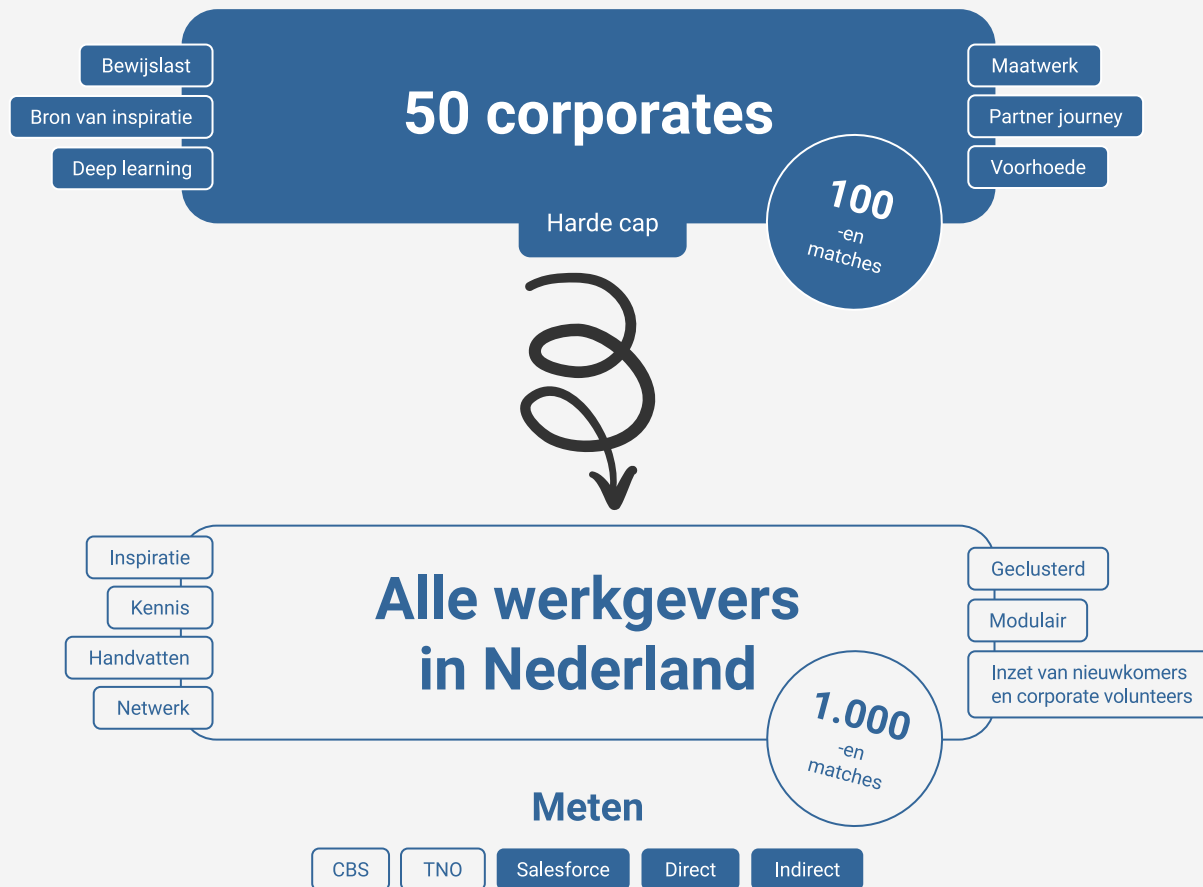 Bewijslast
Bron van inspiratie
Deep learning
50 corporates
Harde cap
100
-en
matches
Maatwerk
Partner journey
Voorhoede
Inspiratie
Kennis
Handvatten
Netwerk
Alle werkgevers
in Nederland
1.000
-en
matches
Geclusterd
Modulair
Inzet van nieuwkomers
en corporate volunteers
Meten
CBS
TNO
Salesforce
Direct
Indirect